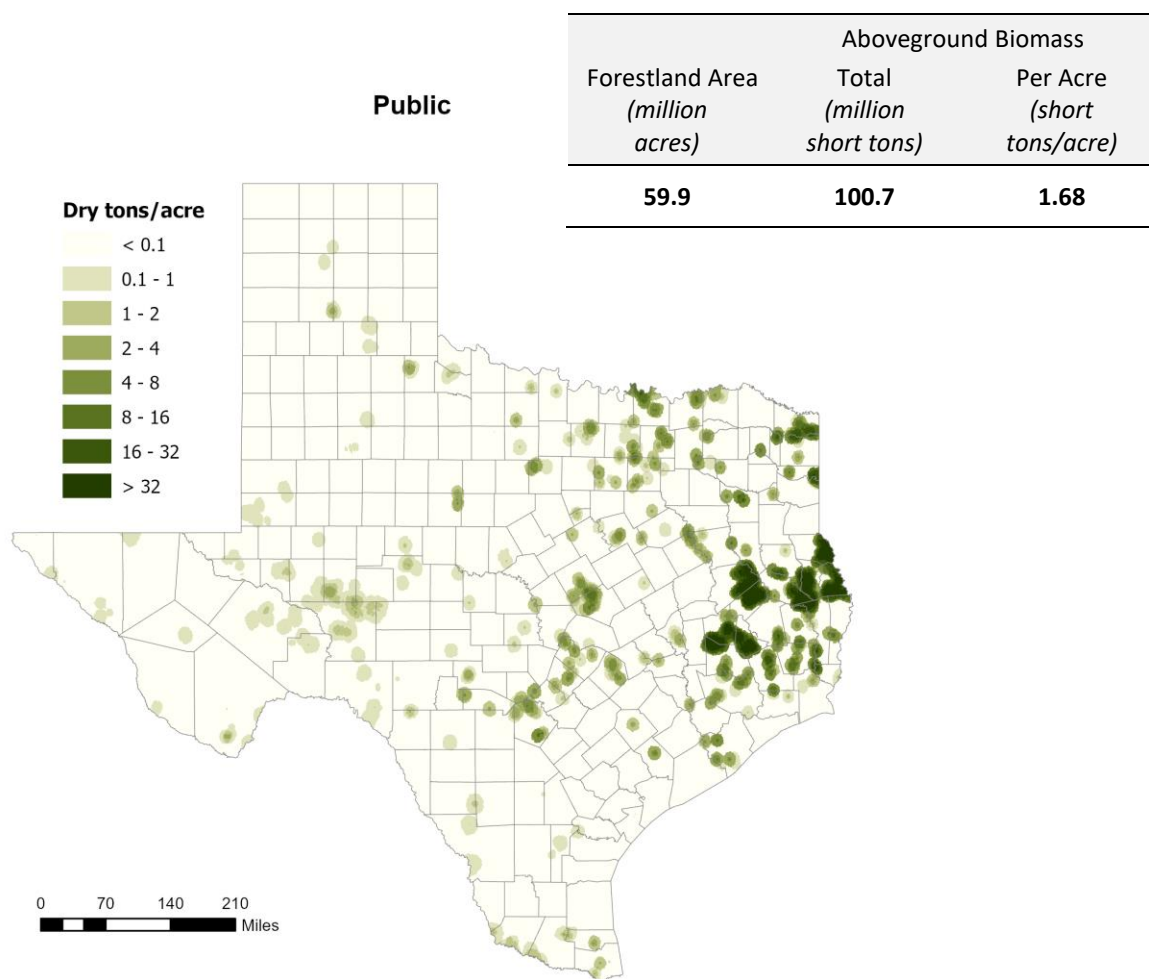 Aboveground Biomass
Forestland Area Total Per Acre
(million (million (short
acres) short tons) tons/acre)
59.9 100.7 1.68
Public
Dry tons/acre
< 0.1
0.1 - 1
1 - 2
2 - 4
4 - 8
8 - 16
16 - 32
> 32
0 70 140 210
Miles